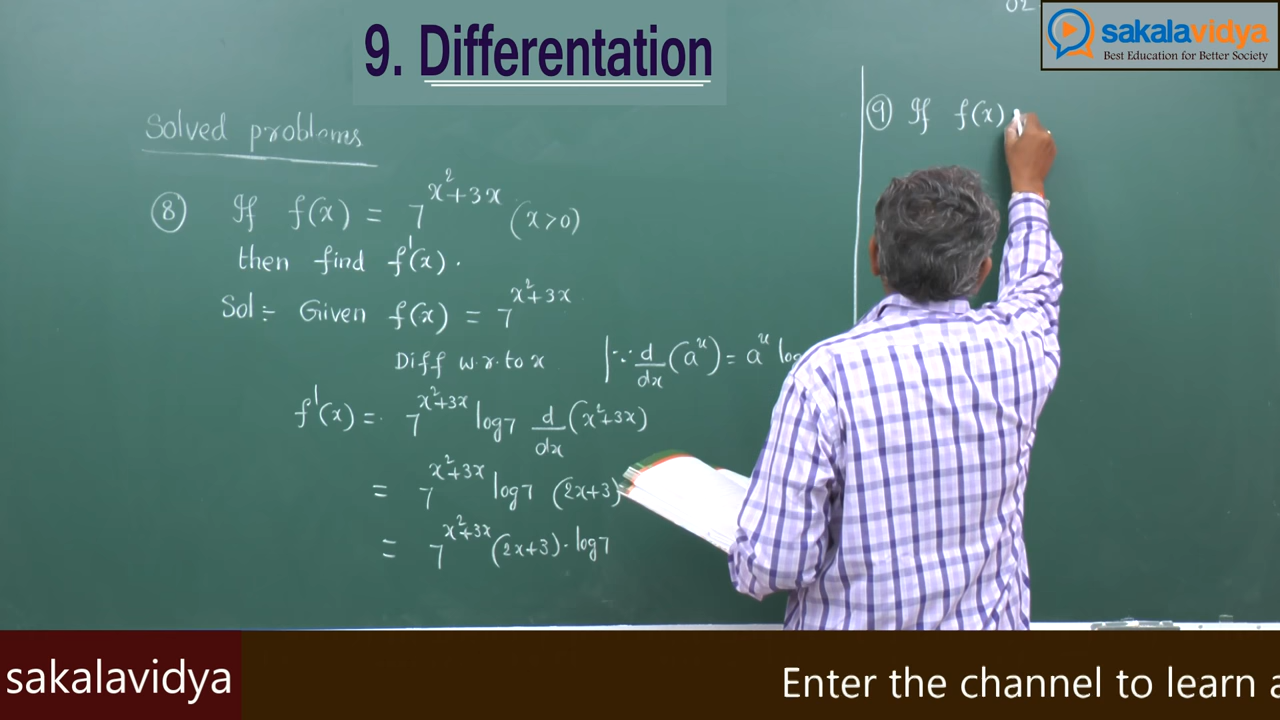 9. Differentation
sakalavidya
Best Education for Better Society
Solved problems
⑧ If f(x) = 7^{x²+3x} (x>0)
then find f'(x).
Sol :- Given f(x) = 7^{x²+3x}
Diff w.r.to x |∵ d/dx (a^u) = a^u log
f'(x) = 7^{x²+3x} log7 d/dx (x²+3x)
= 7^{x²+3x} log7 (2x+3)
= 7^{x²+3x} (2x+3) · log7
⑨ If f(x)
sakalavidya
Enter the channel to learn